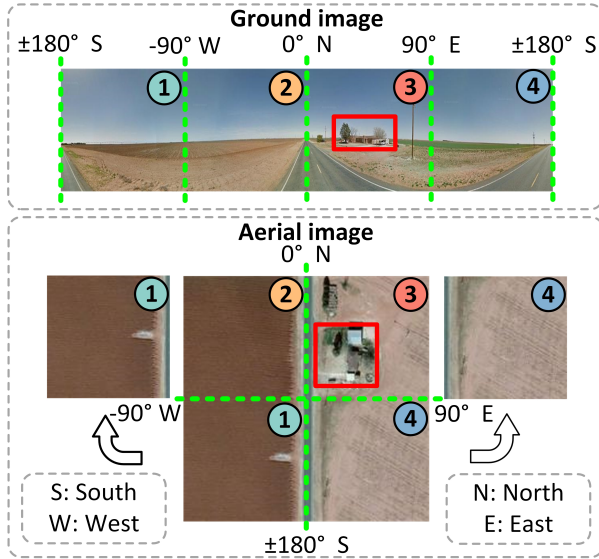 Ground image
±180° S -90° W 0° N 90° E ±180° S
1 2 3 4
Aerial image
0° N
1 2 3 4
-90° W 1 4 90° E
S: South
W: West
N: North
E: East
±180° S